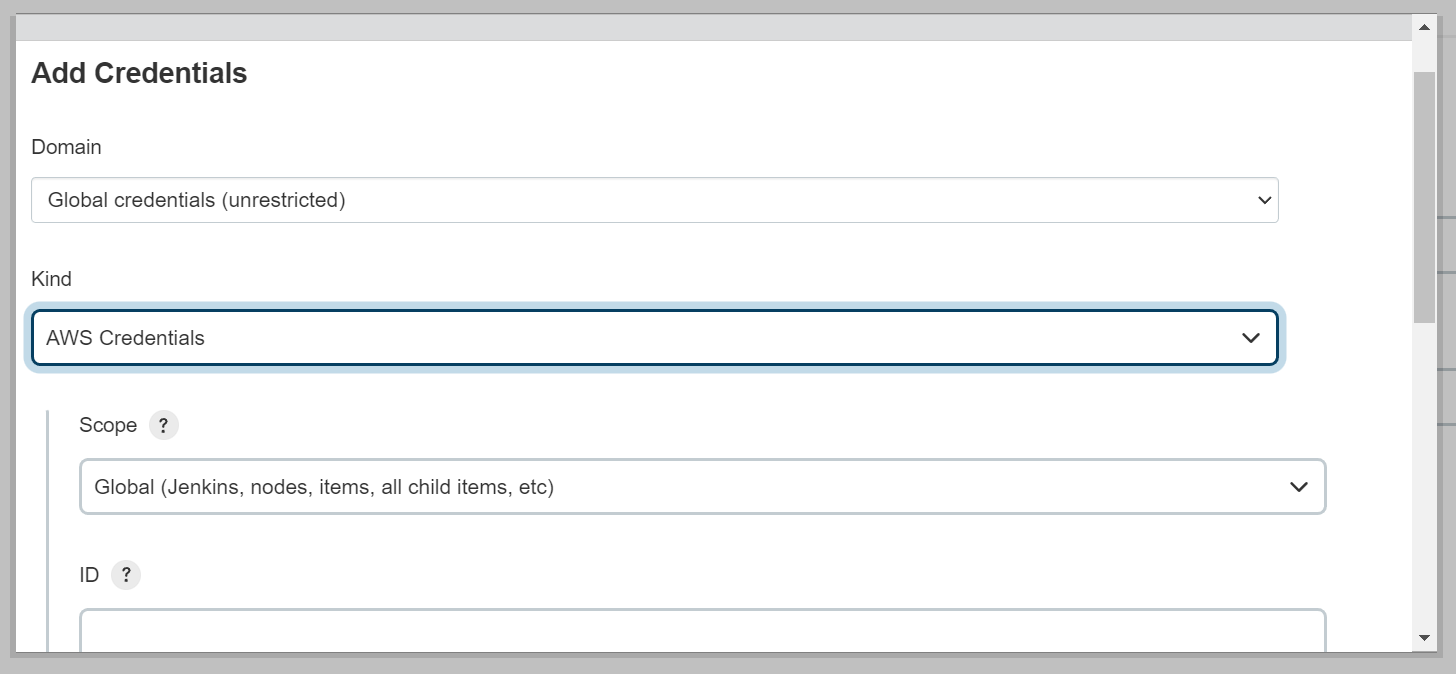 Add Credentials
Domain
Global credentials (unrestricted)
Kind
AWS Credentials
Scope ?
Global (Jenkins, nodes, items, all child items, etc)
ID ?